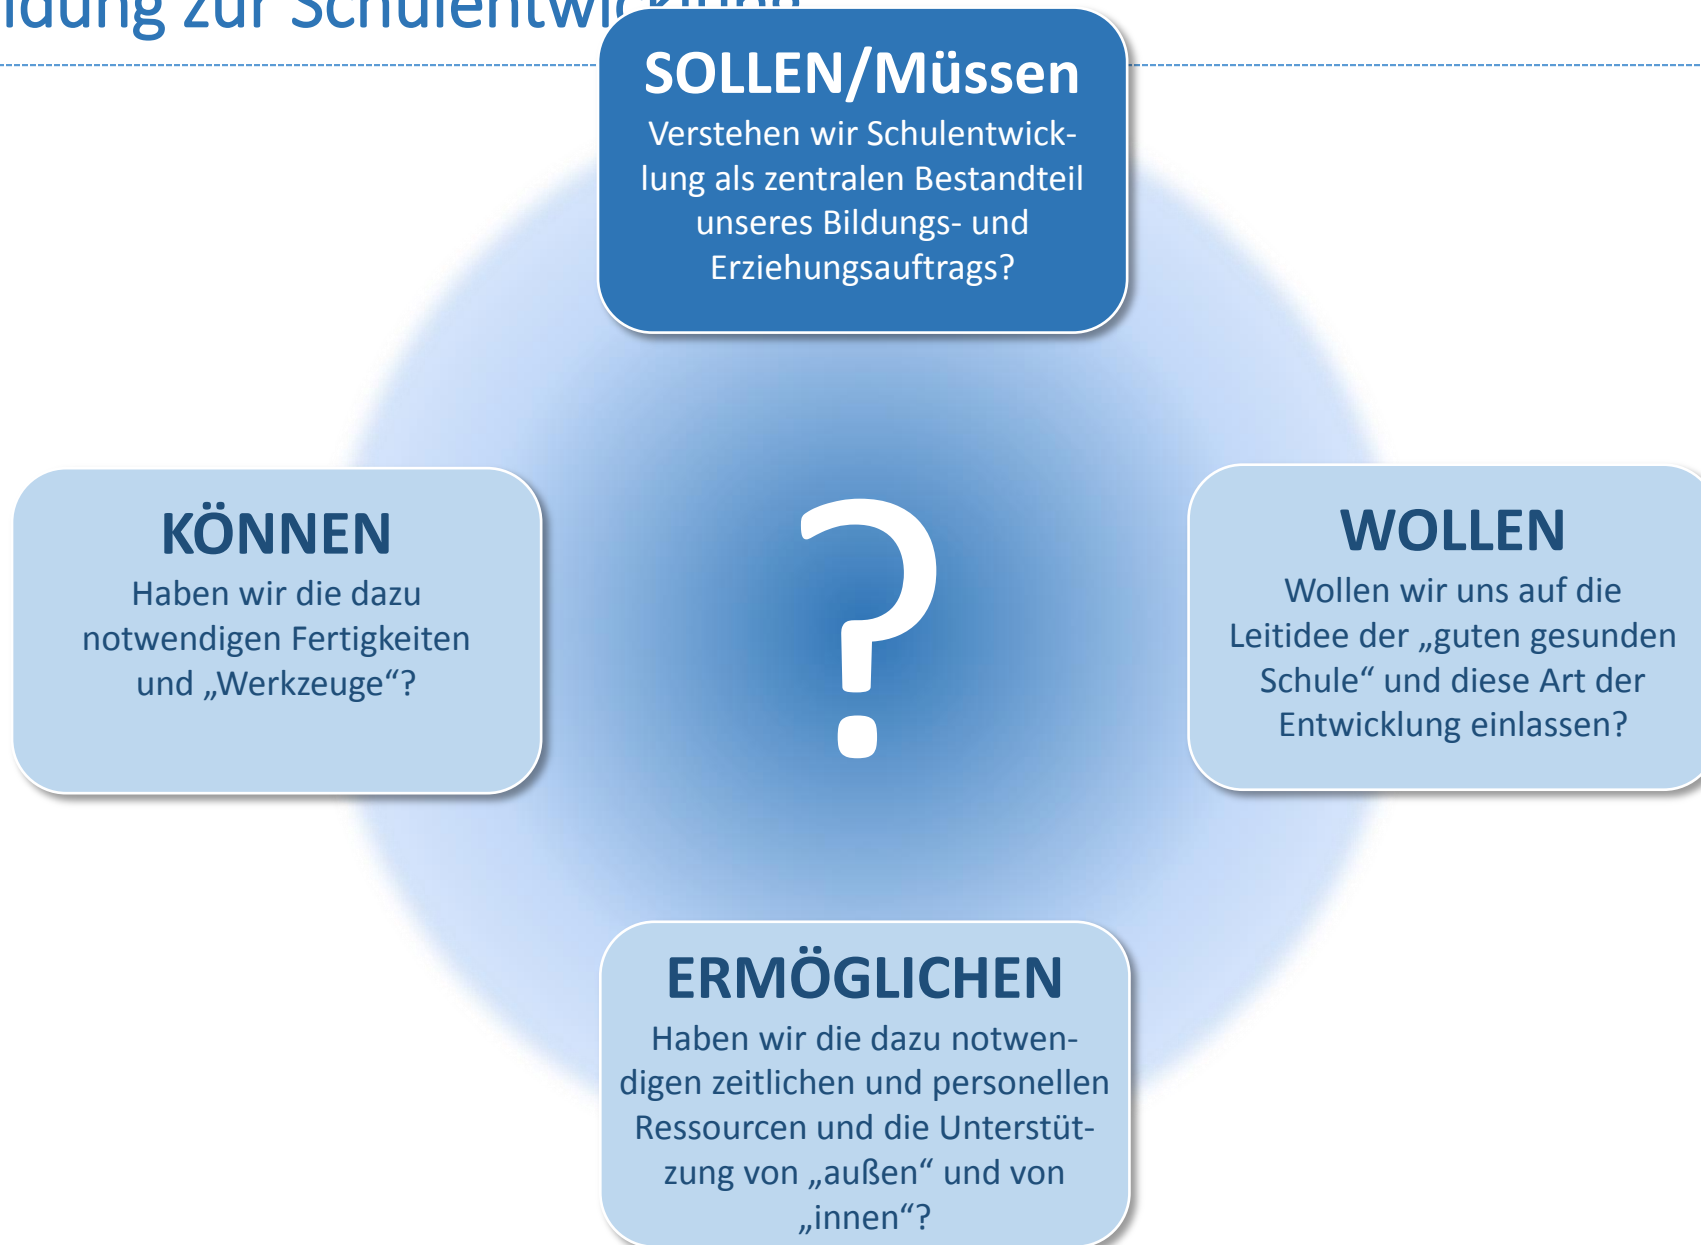 zur Schulentwicklung
SOLLEN/Müssen
Verstehen wir Schulentwick-
lung als zentralen Bestandteil
unseres Bildungs- und
Erziehungsauftrags?
KÖNNEN
Haben wir die dazu
notwendigen Fertigkeiten
und „Werkzeuge“?
?
WOLLEN
Wollen wir uns auf die
Leitidee der „guten gesunden
Schule“ und diese Art der
Entwicklung einlassen?
ERMÖGLICHEN
Haben wir die dazu notwen-
digen zeitlichen und personellen
Ressourcen und die Unterstüt-
zung von „außen“ und von
„innen“?